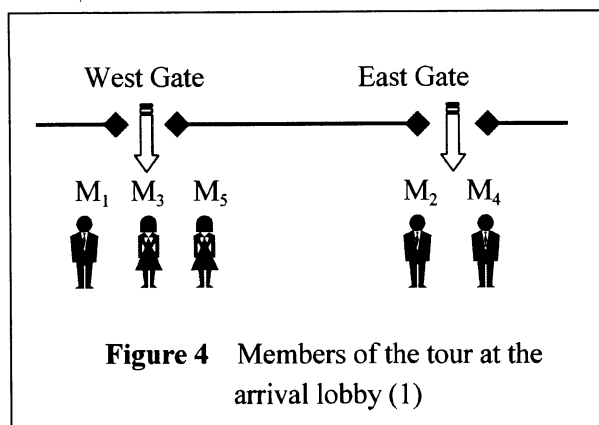 West Gate East Gate
M₁ M₃ M₅ M₂ M₄
Figure 4 Members of the tour at the
arrival lobby (1)